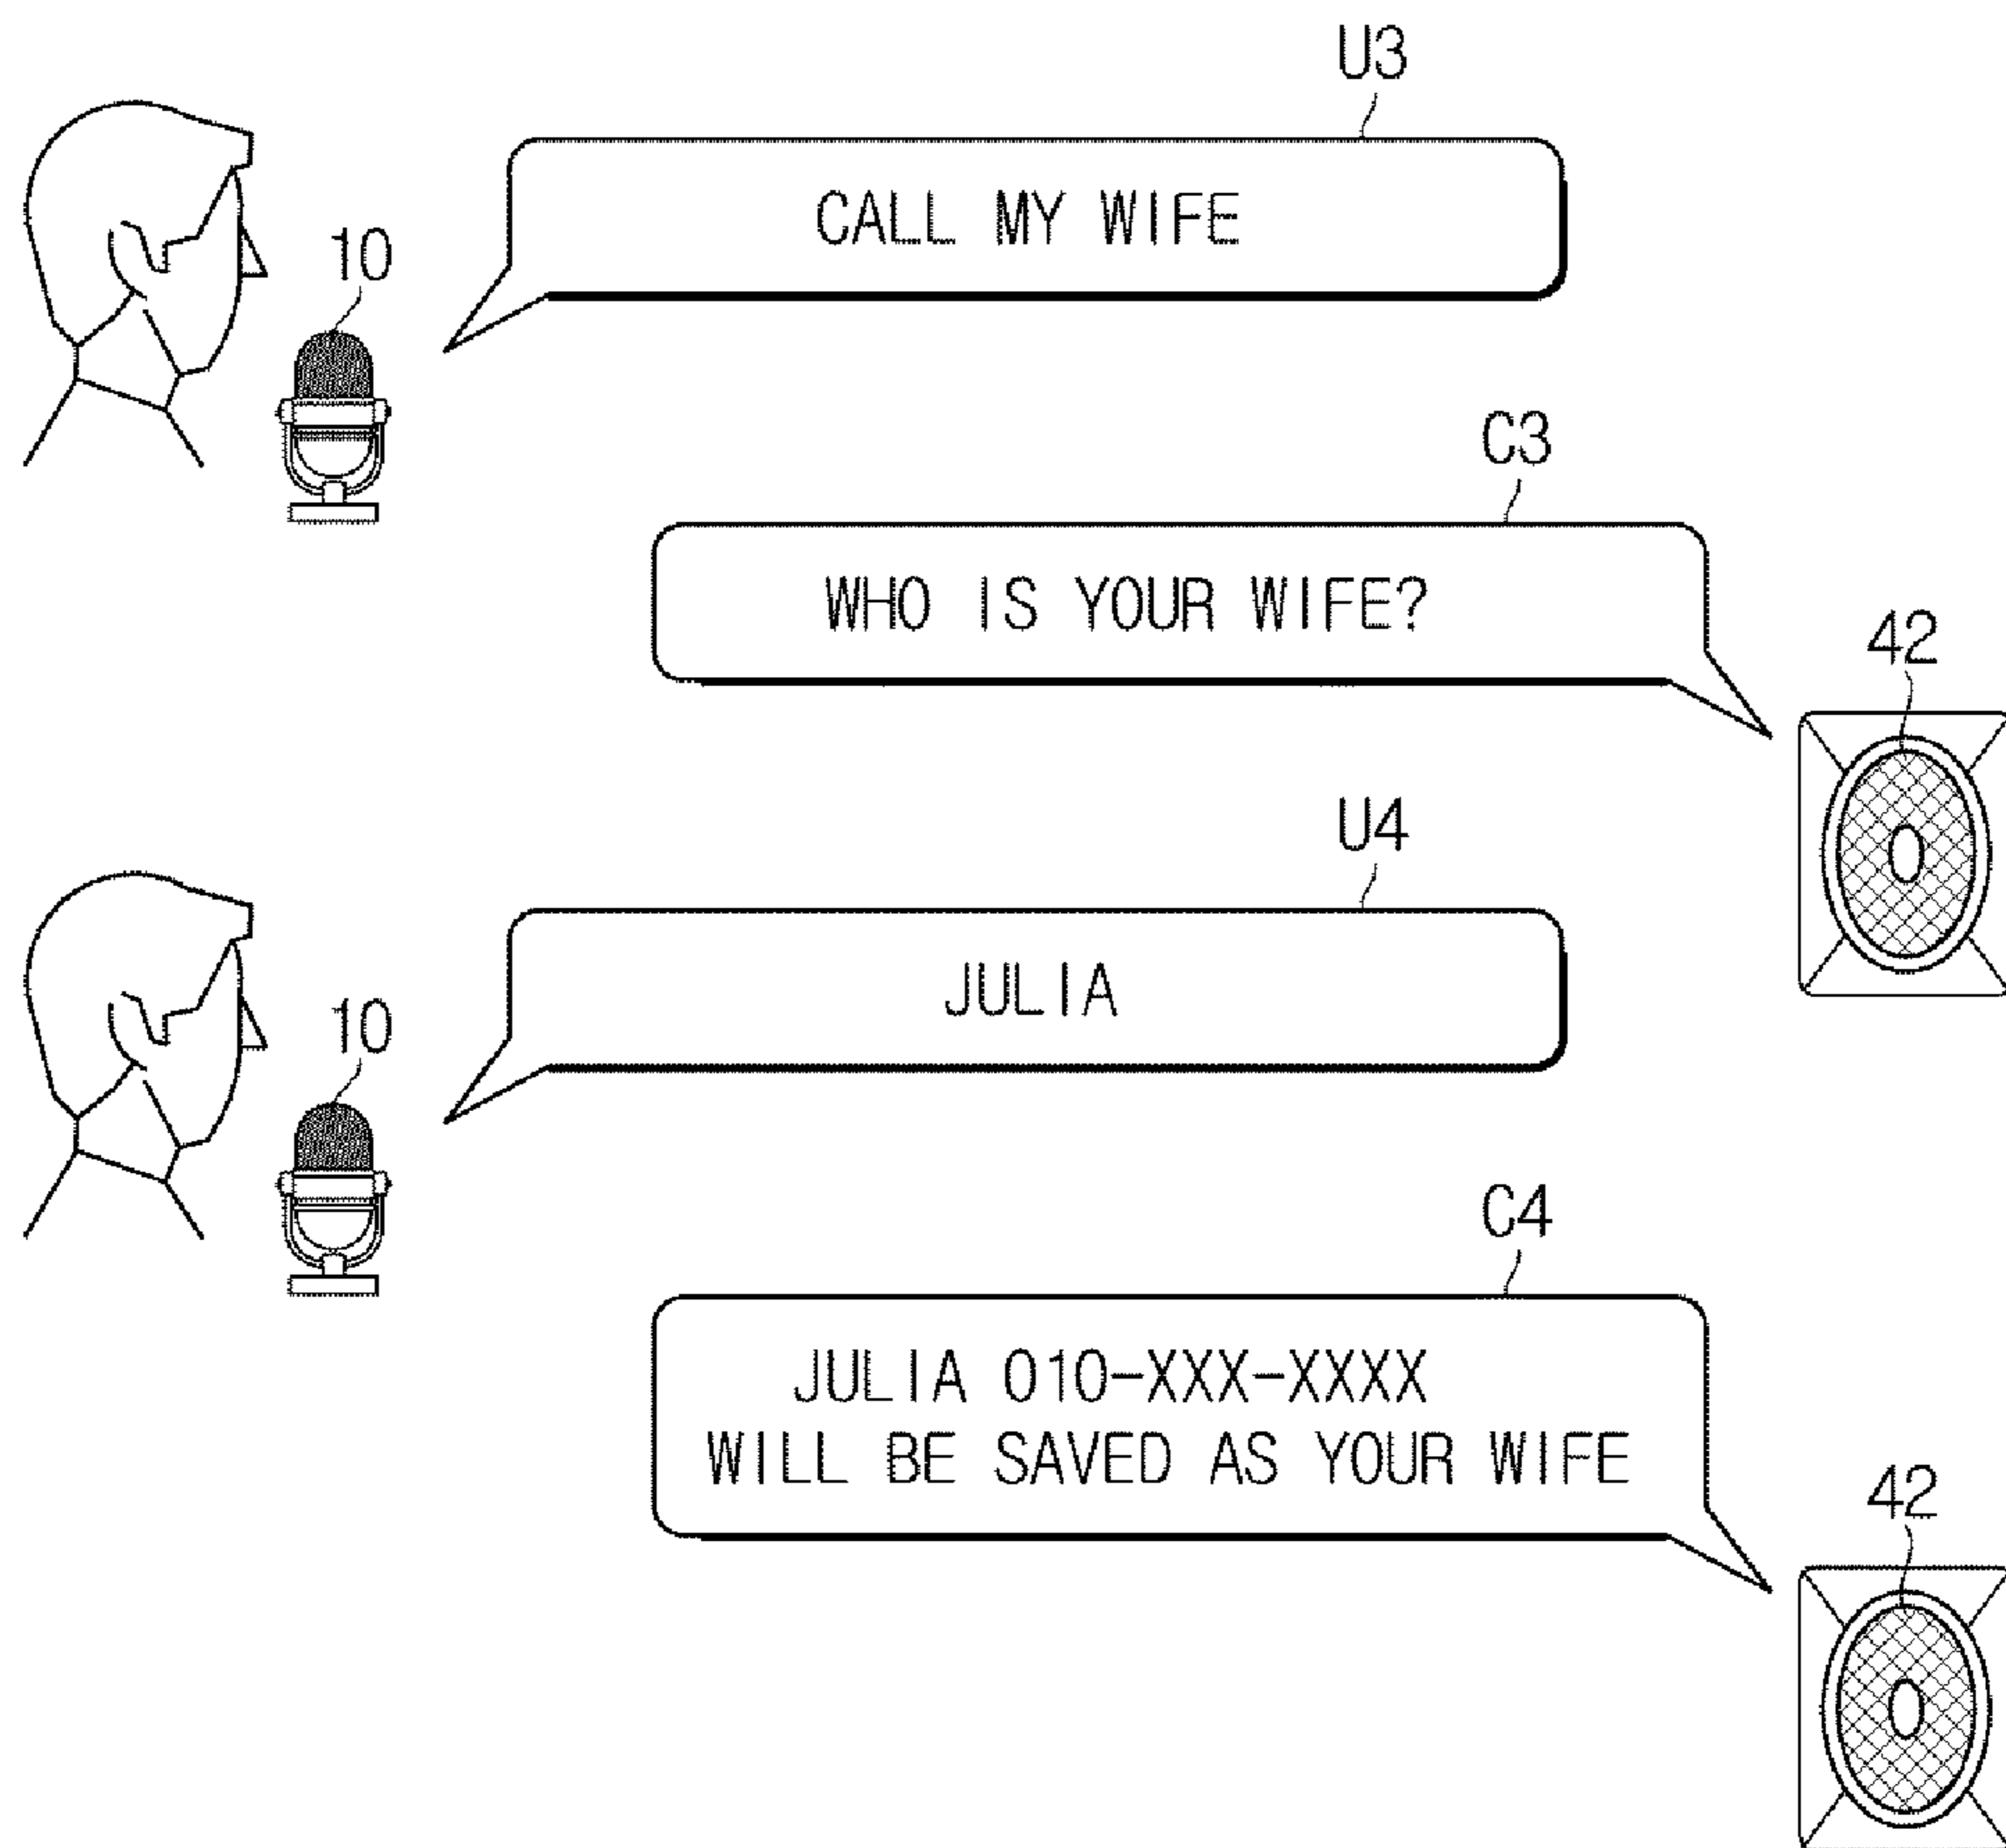 U3
CALL MY WIFE
10
C3
WHO IS YOUR WIFE?
42
U4
JULIA
10
C4
JULIA 010-XXX-XXXX
WILL BE SAVED AS YOUR WIFE
42